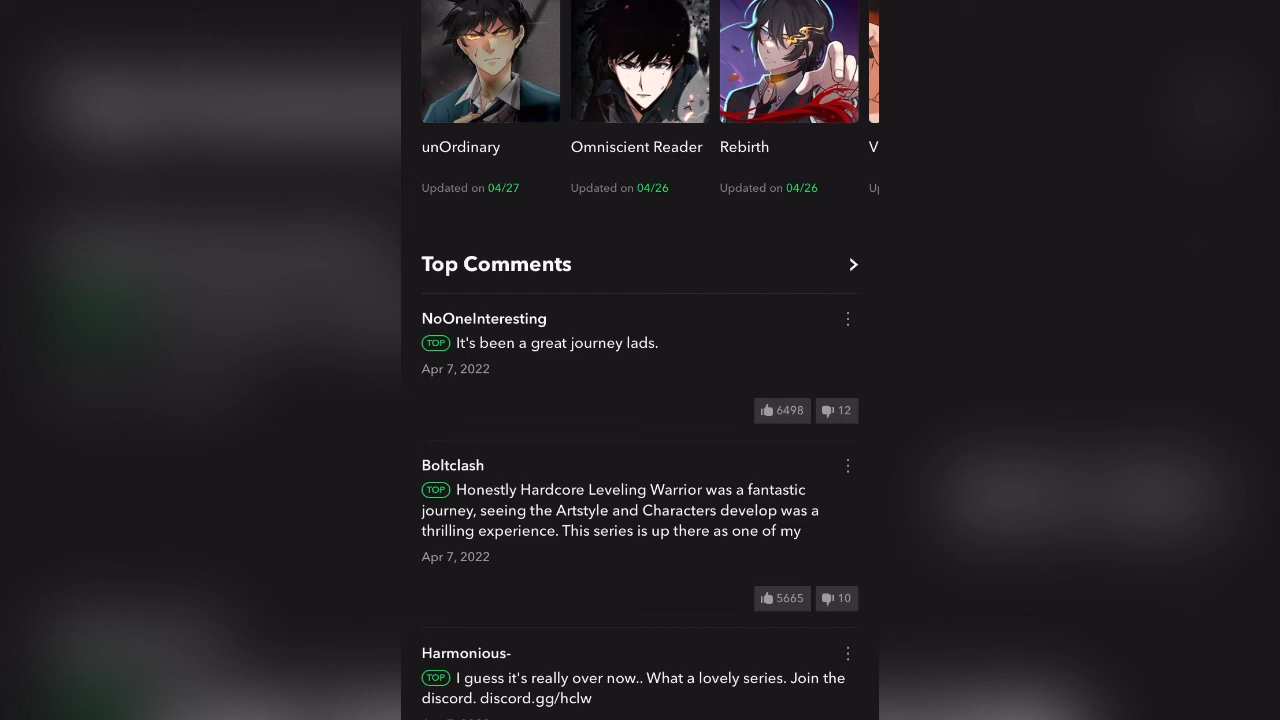 unOrdinary
Omniscient Reader
Rebirth
V
Updated on 04/27
Updated on 04/26
Updated on 04/26
Top Comments
NoOneInteresting
TOP It's been a great journey lads.
Apr 7, 2022
6498
12
Boltclash
TOP Honestly Hardcore Leveling Warrior was a fantastic
journey, seeing the Artstyle and Characters develop was a
thrilling experience. This series is up there as one of my
Apr 7, 2022
5665
10
Harmonious-
TOP I guess it's really over now.. What a lovely series. Join the
discord. discord.gg/hclw